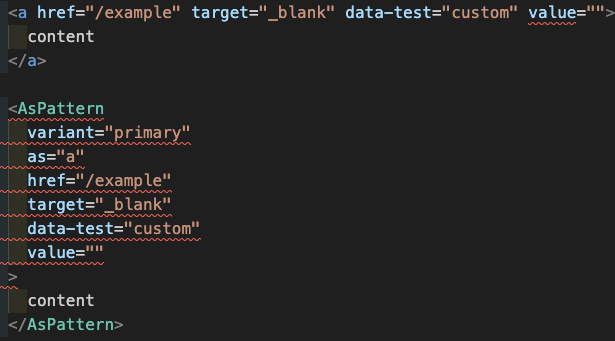 <a href="/example" target="_blank" data-test="custom" value="">
content
</a>
<AsPattern
variant="primary"
as="a"
href="/example"
target="_blank"
data-test="custom"
value=""
>
content
</AsPattern>